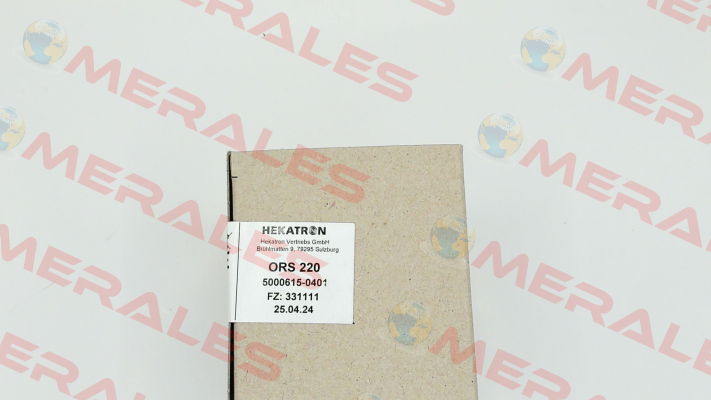 MERALES
MERALES
MERALES
MERALES
MERALES
MERALES
HEKATRON
Hekatron Vertriebs GmbH
Brühlmatten 9, 79295 Sulzburg
ORS 220
5000615-0401
FZ: 331111
25.04.24